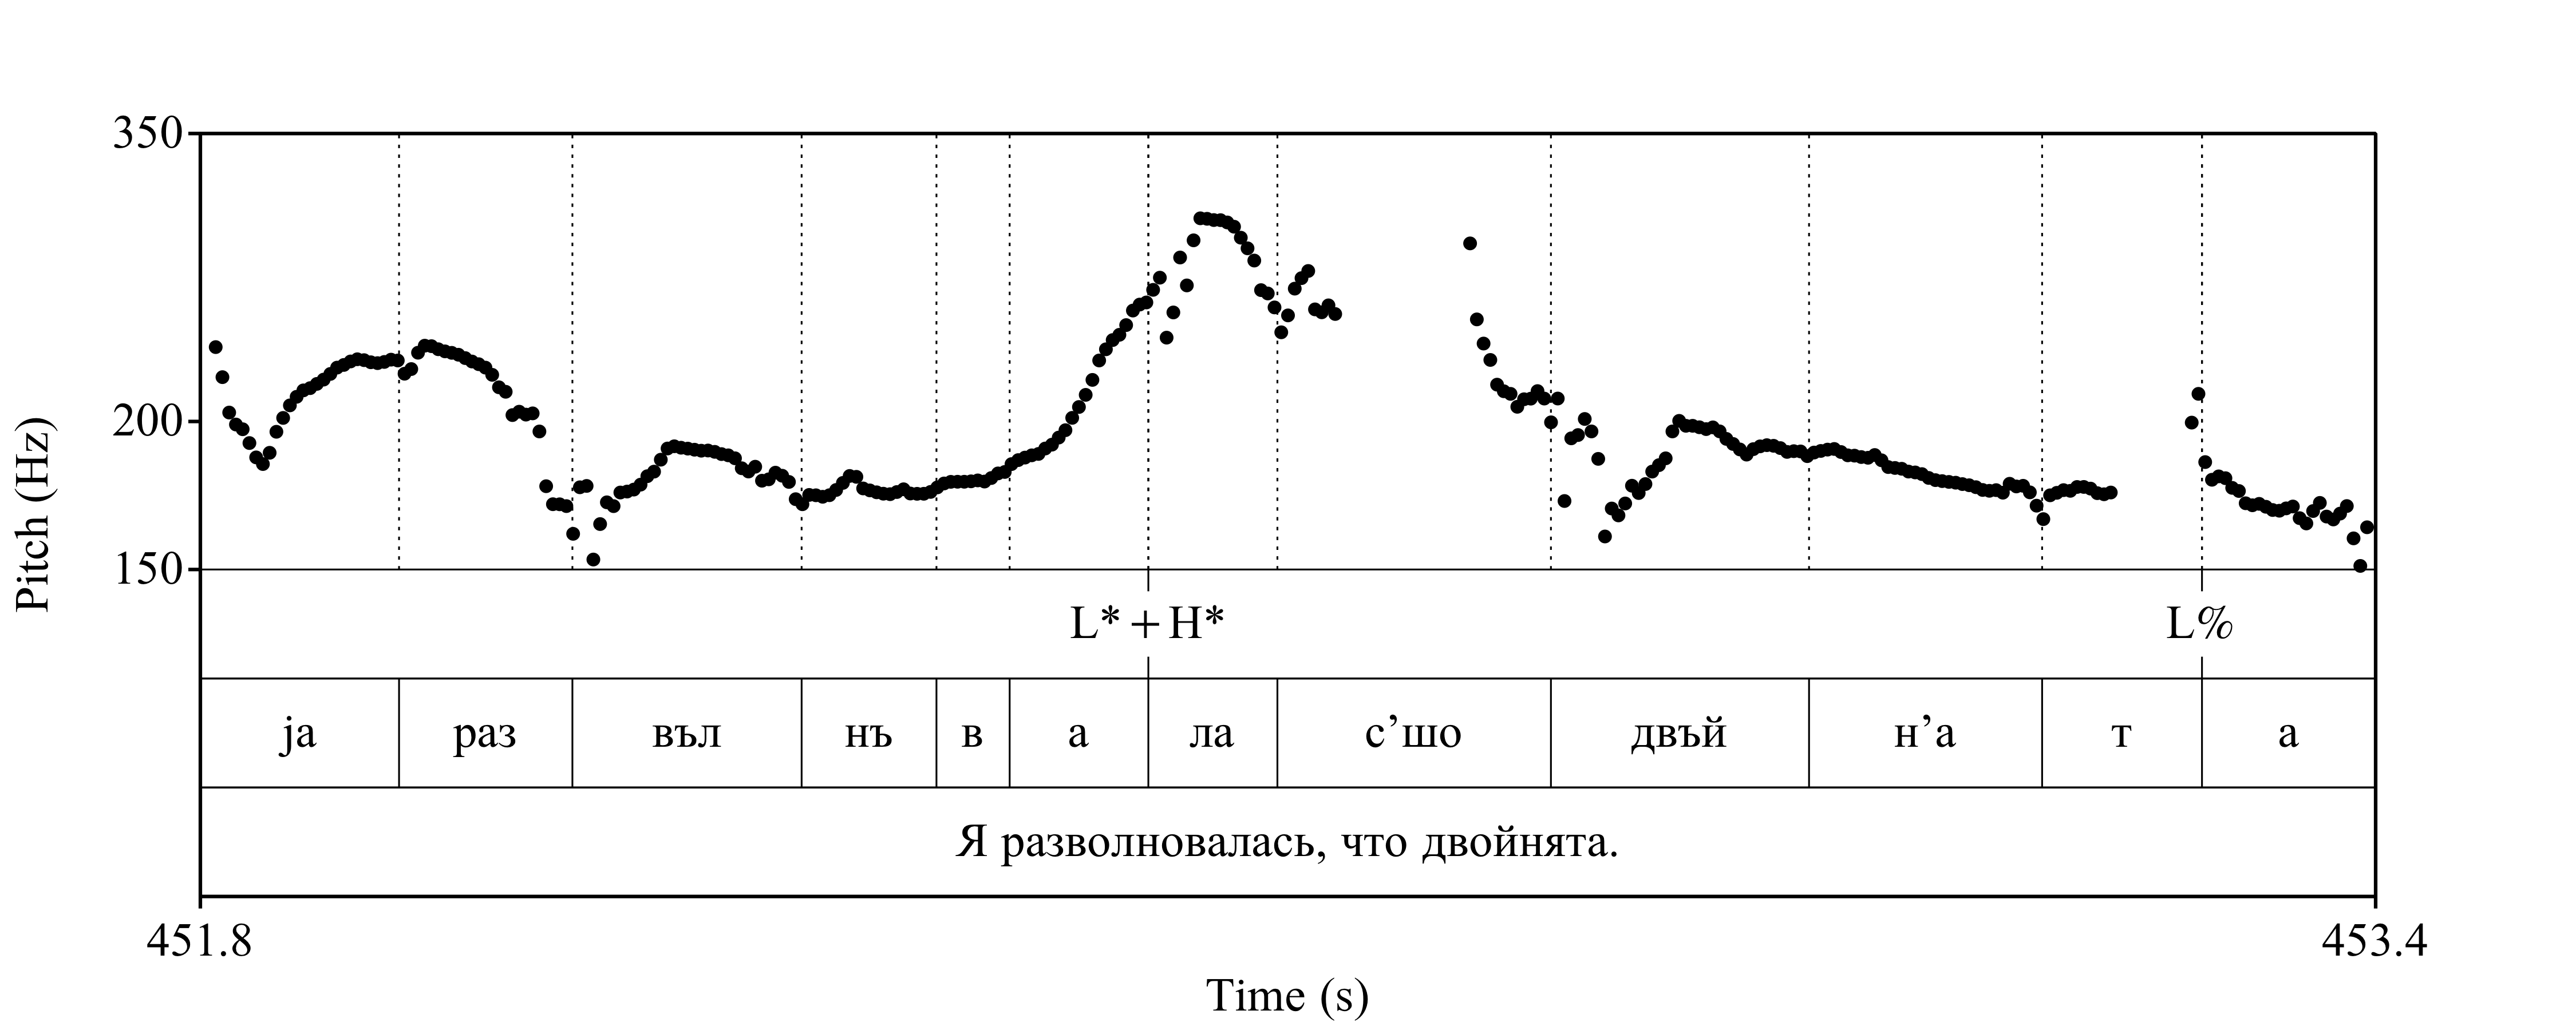 350
200
150
Pitch (Hz)
L*+H* L%
ја раз въл нъ в а ла с’шо двъй н’а т а
Я разволновалась, что двойнята.
451.8 453.4
Time (s)